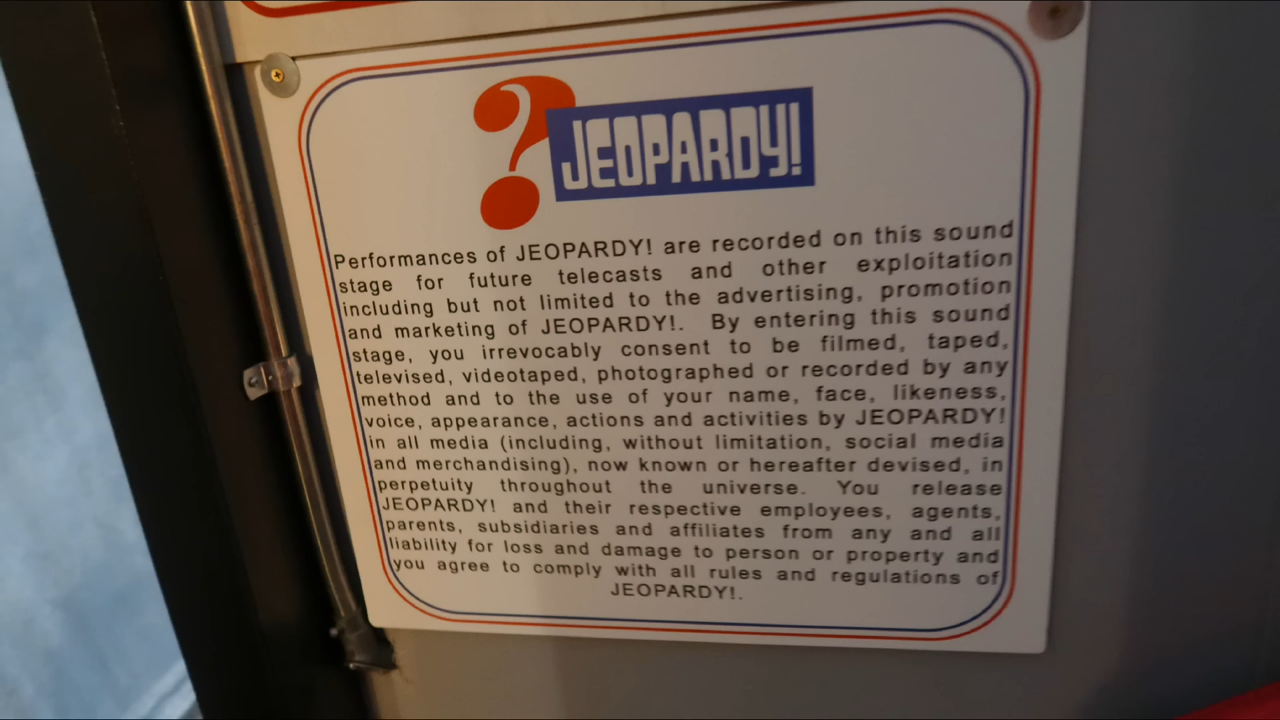 ? JEOPARDY!
Performances of JEOPARDY! are recorded on this sound
stage for future telecasts and other exploitation
including but not limited to the advertising, promotion
and marketing of JEOPARDY!. By entering this sound
stage, you irrevocably consent to be filmed, taped,
televised, videotaped, photographed or recorded by any
method and to the use of your name, face, likeness,
voice, appearance, actions and activities by JEOPARDY!
in all media (including, without limitation, social media
and merchandising), now known or hereafter devised, in
perpetuity throughout the universe. You release
JEOPARDY! and their respective employees, agents,
parents, subsidiaries and affiliates from any and all
liability for loss and damage to person or property and
you agree to comply with all rules and regulations of
JEOPARDY!.